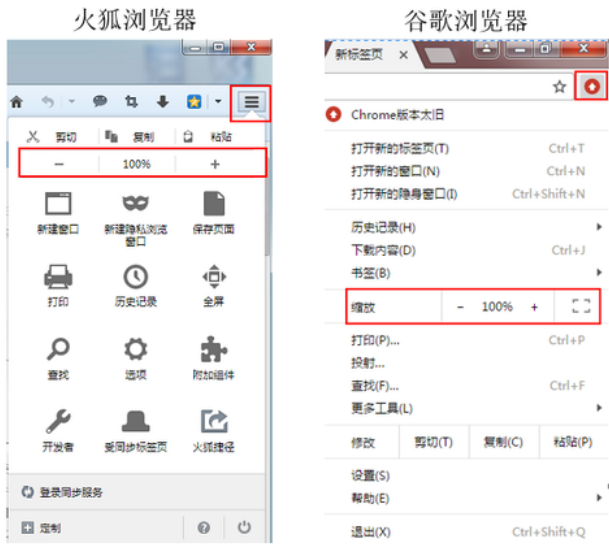 火狐浏览器
剪切 复制 粘贴
− 100% +
新建窗口 新建隐私浏览窗口 保存页面
打印 历史记录 全屏
查找 选项 附加组件
开发者 受同步标签页 火狐捷径
登录同步服务
定制
谷歌浏览器
新标签页
Chrome版本太旧
打开新的标签页(T) Ctrl+T
打开新的窗口(N) Ctrl+N
打开新的隐身窗口(I) Ctrl+Shift+N
历史记录(H)
下载内容(D) Ctrl+J
书签(B)
缩放 - 100% +
打印(P)... Ctrl+P
投射...
查找(F)... Ctrl+F
更多工具(L)
修改 剪切(T) 复制(C) 粘贴(P)
设置(S)
帮助(E)
退出(X) Ctrl+Shift+Q